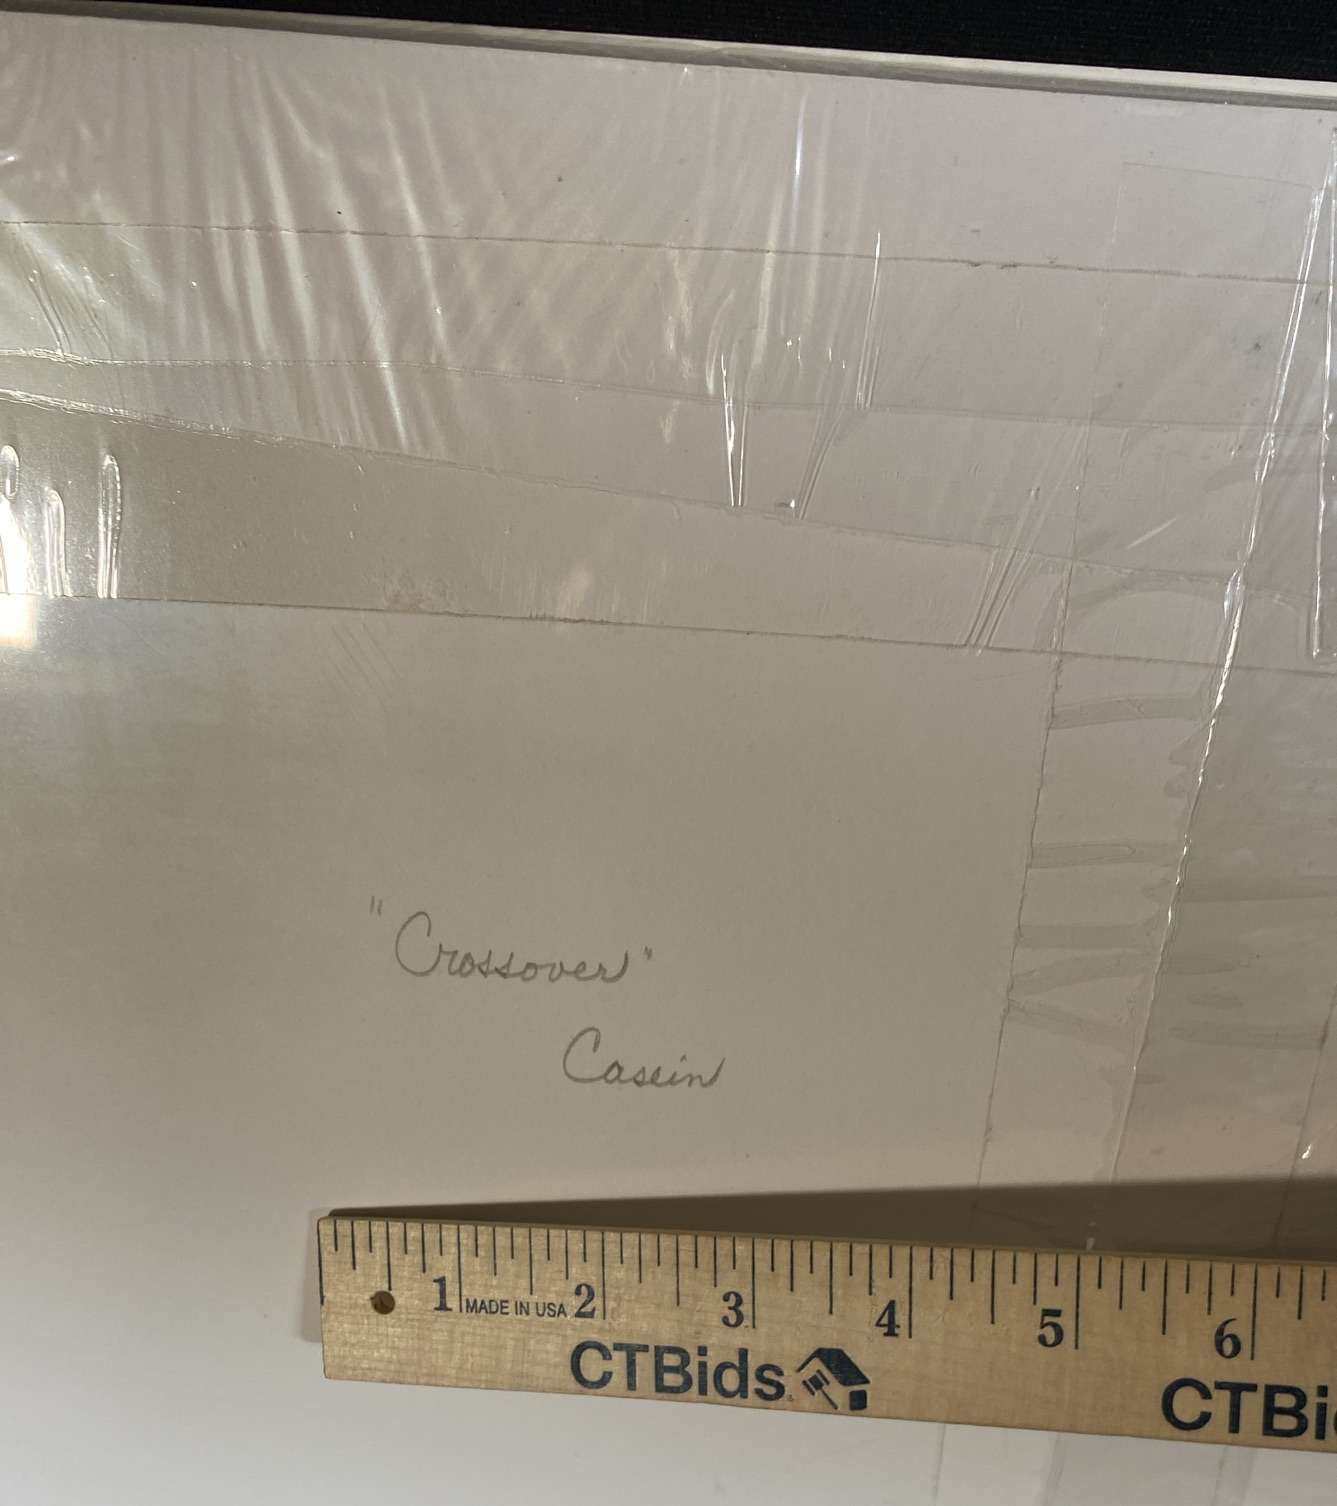 "Crossover"
Casein
1 MADE IN USA 2 3 4 5 6
CTBids CTBi